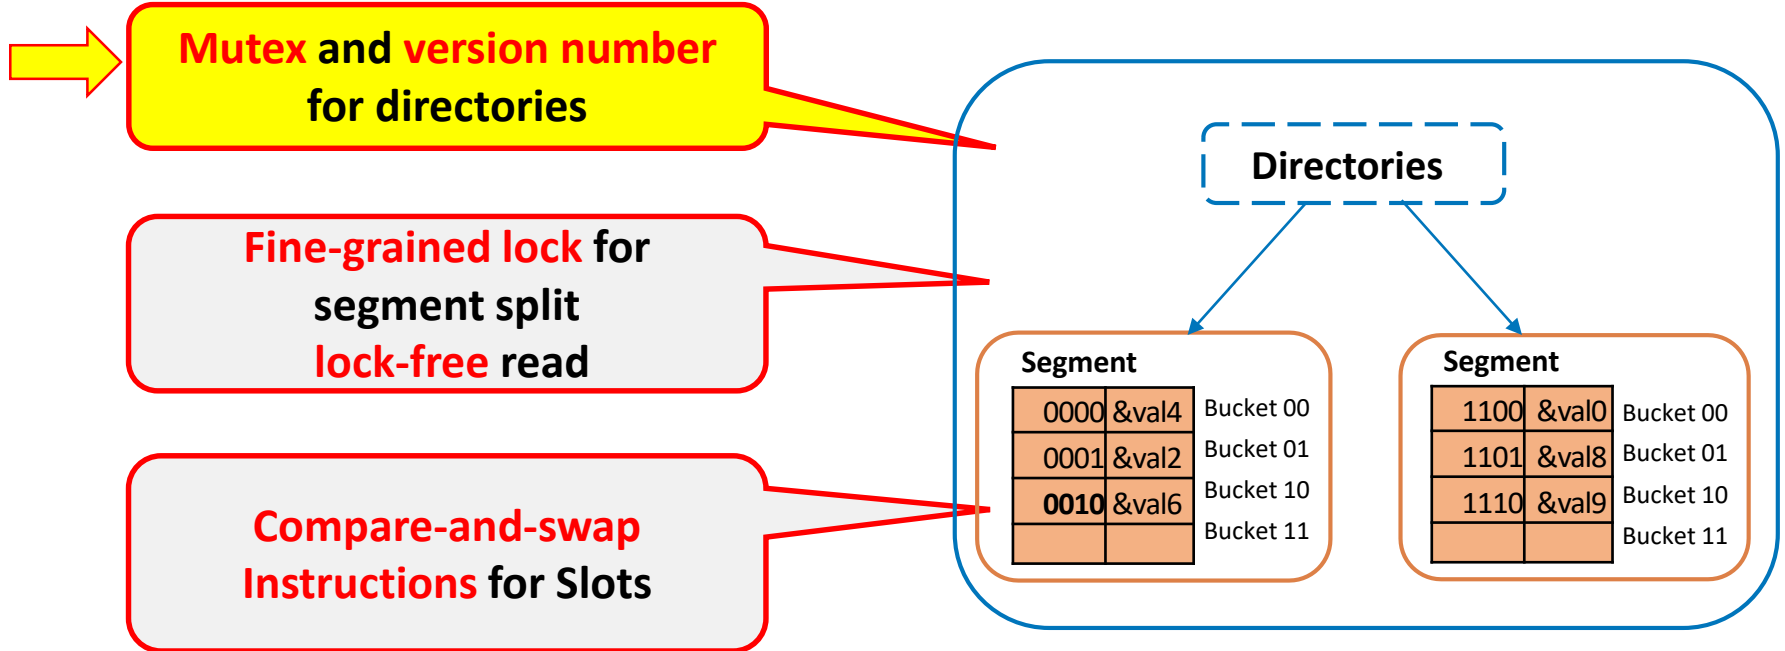 Mutex and version number
for directories
Fine-grained lock for
segment split
lock-free read
Compare-and-swap
Instructions for Slots
Directories
Segment
0000 &val4 Bucket 00
0001 &val2 Bucket 01
0010 &val6 Bucket 10
Bucket 11
Segment
1100 &val0 Bucket 00
1101 &val8 Bucket 01
1110 &val9 Bucket 10
Bucket 11